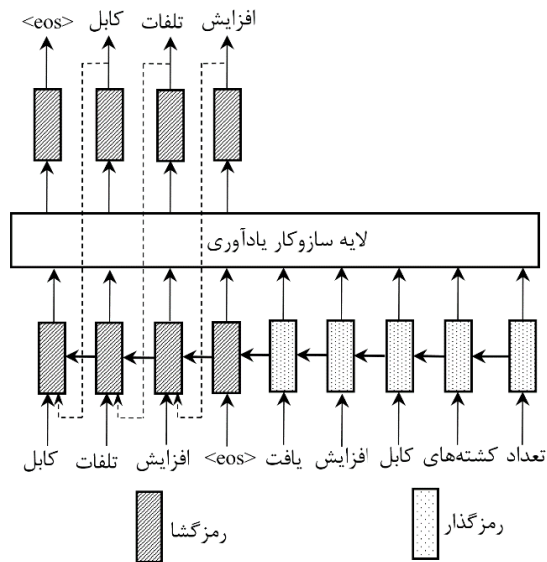 افزایش تلفات کابل <eos>
لایه سازوکار یادآوری
تعداد کشته‌های کابل افزایش یافت <eos> افزایش تلفات کابل
رمزگذار رمزگشا